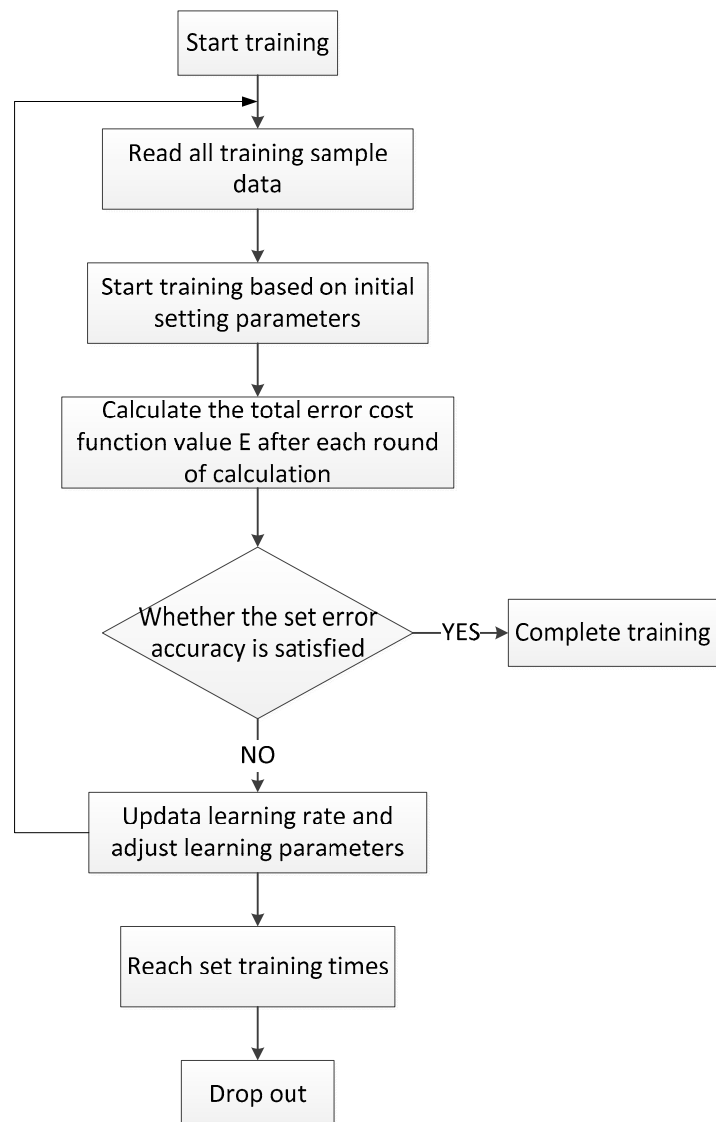 Start training
Read all training sample
data
Start training based on initial
setting parameters
Calculate the total error cost
function value E after each round
of calculation
Whether the set error
accuracy is satisfied
YES
Complete training
NO
Updata learning rate and
adjust learning parameters
Reach set training times
Drop out